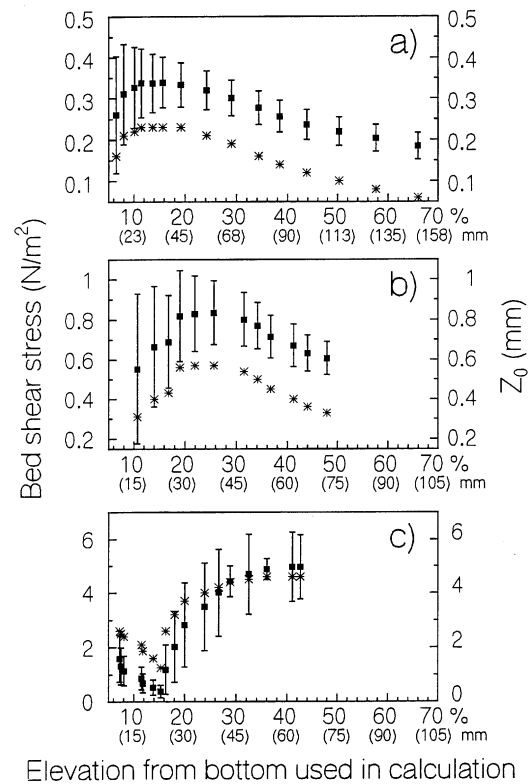 0.5 0.5
a)
0.4 0.4
0.3 0.3
0.2 0.2
0.1 0.1
10 20 30 40 50 60 70 %
(23) (45) (68) (90) (113) (135) (158) mm
Bed shear stress (N/m²)
Z₀ (mm)
1 1
b)
0.8 0.8
0.6 0.6
0.4 0.4
0.2 0.2
10 20 30 40 50 60 70 %
(15) (30) (45) (60) (75) (90) (105) mm
6 6
c)
4 4
2 2
0 0
10 20 30 40 50 60 70 %
(15) (30) (45) (60) (75) (90) (105) mm
Elevation from bottom used in calculation